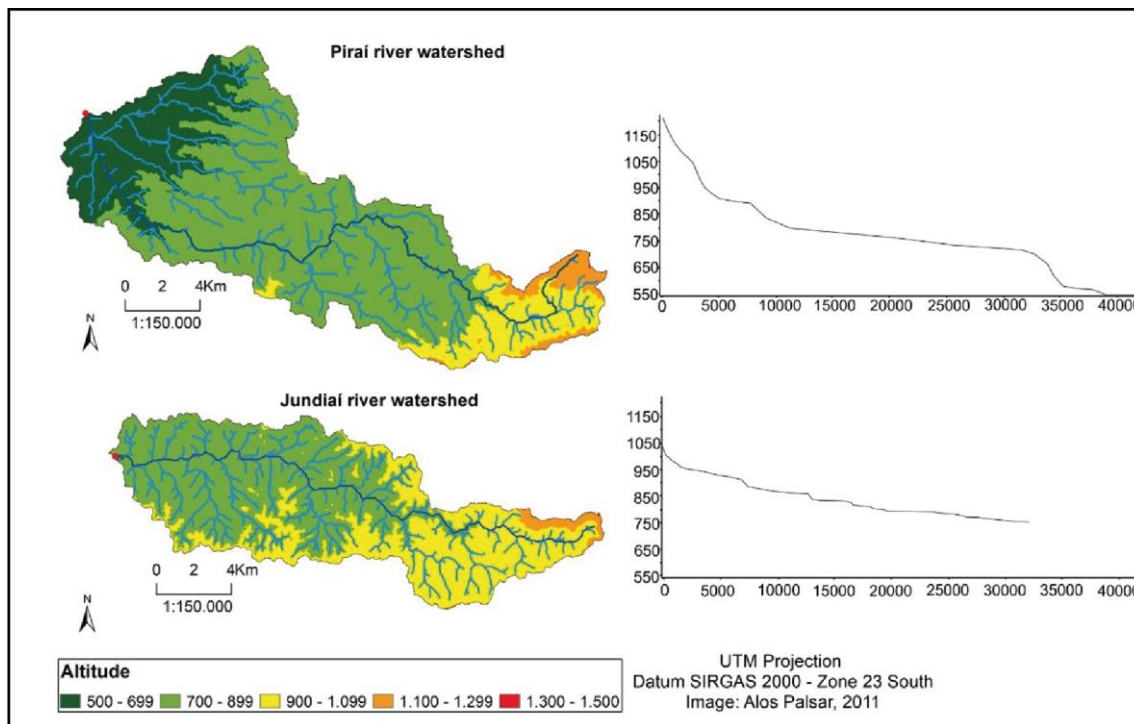 Piraí river watershed
0 2 4Km
1:150.000
N
1150
1050
950
850
750
650
550
0 5000 10000 15000 20000 25000 30000 35000 40000
Jundiaí river watershed
0 2 4Km
1:150.000
N
1150
1050
950
850
750
650
550
0 5000 10000 15000 20000 25000 30000 35000 40000
Altitude
500 - 699 700 - 899 900 - 1.099 1.100 - 1.299 1.300 - 1.500
UTM Projection
Datum SIRGAS 2000 - Zone 23 South
Image: Alos Palsar, 2011